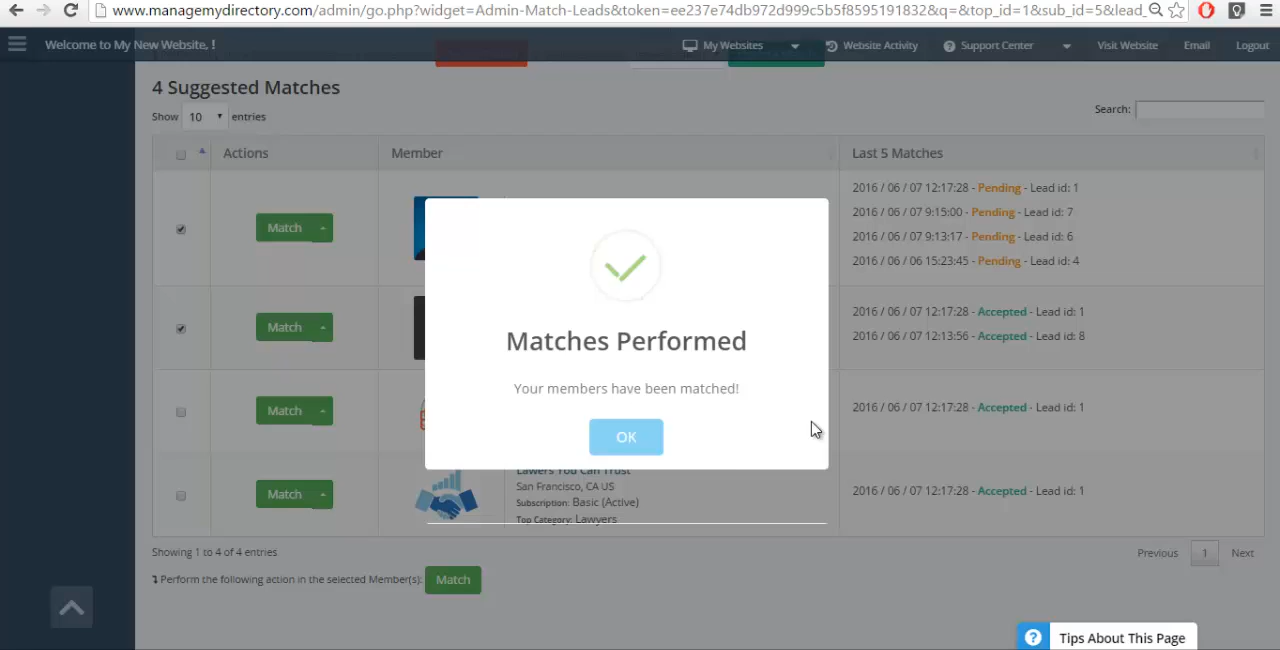 www.managemydirectory.com/admin/go.php?widget=Admin-Match-Leads&token=ee237e74db972d999c5b5f8595191832&q=&top_id=1&sub_id=5&lead_
Welcome to My New Website, !
My Websites
Website Activity
Support Center
Visit Website
Email
Logout
4 Suggested Matches
Show 10 entries
Search:
Actions
Member
Last 5 Matches
Match
2016 / 06 / 07 12:17:28 - Pending - Lead id: 1
2016 / 06 / 07 9:15:00 - Pending - Lead id: 7
2016 / 06 / 07 9:13:17 - Pending - Lead id: 6
2016 / 06 / 06 15:23:45 - Pending - Lead id: 4
Match
2016 / 06 / 07 12:17:28 - Accepted - Lead id: 1
2016 / 06 / 07 12:13:56 - Accepted - Lead id: 8
Matches Performed
Your members have been matched!
OK
Match
2016 / 06 / 07 12:17:28 - Accepted - Lead id: 1
Match
Lawers You Can Trust
San Francisco, CA US
Subscription: Basic (Active)
Top Category: Lawyers
2016 / 06 / 07 12:17:28 - Accepted - Lead id: 1
Showing 1 to 4 of 4 entries
Previous 1 Next
Perform the following action in the selected Member(s): Match
? Tips About This Page